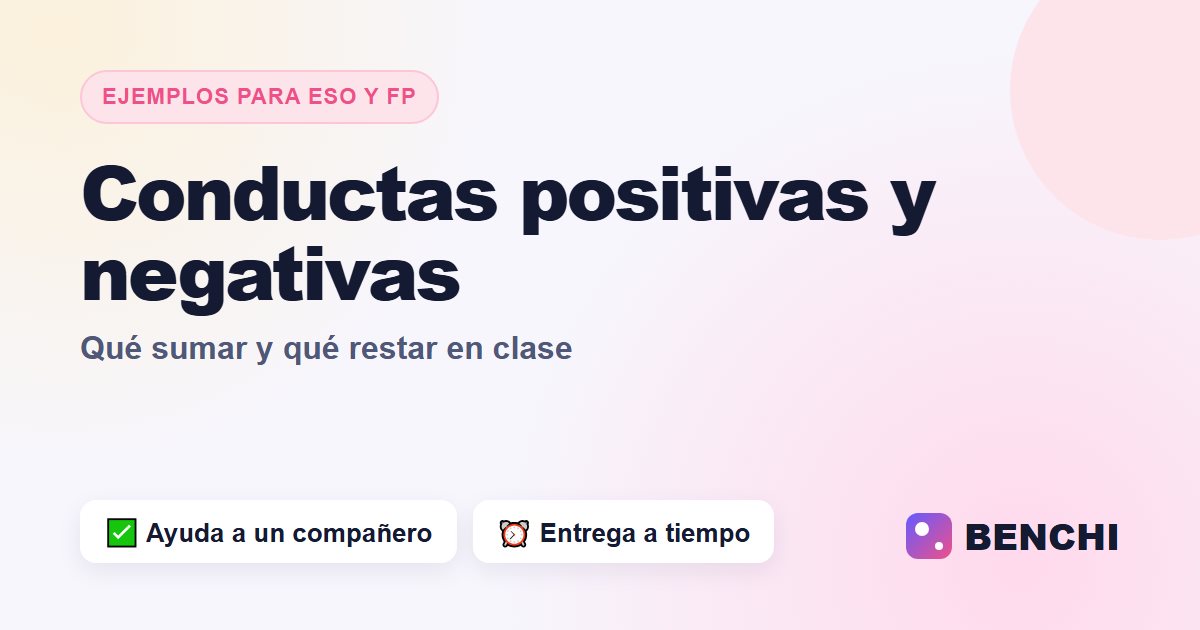 EJEMPLOS PARA ESO Y FP
Conductas positivas y
negativas
Qué sumar y qué restar en clase
✅ Ayuda a un compañero
⏰ Entrega a tiempo
BENCHI